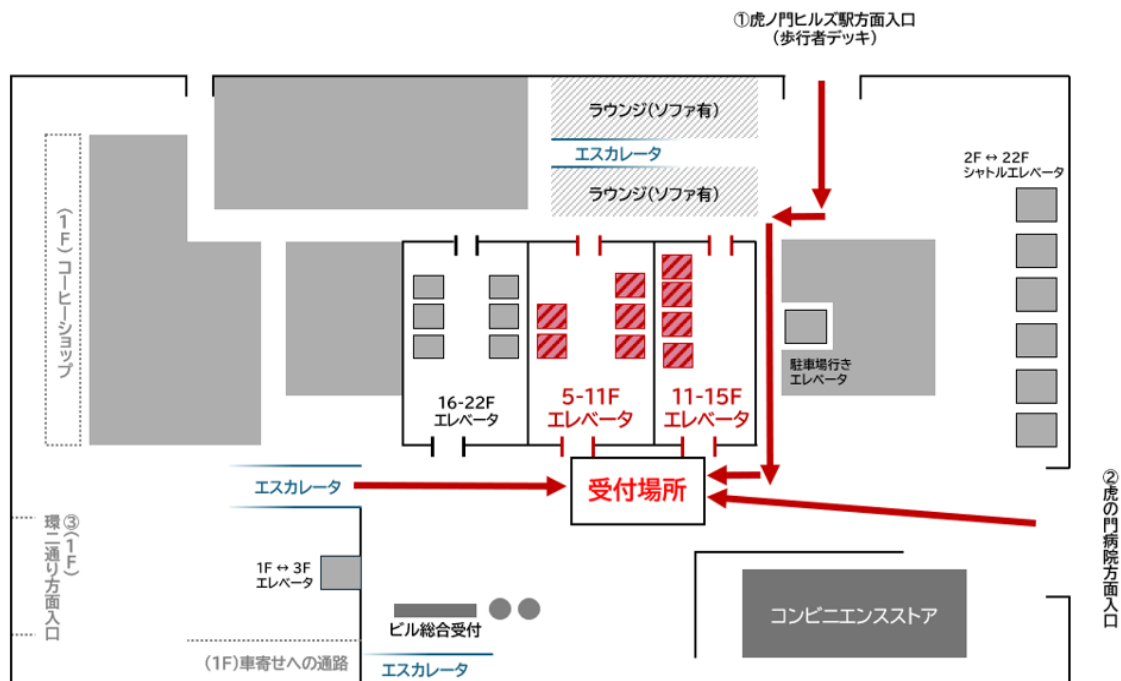 ①虎ノ門ヒルズ駅方面入口
(歩行者デッキ)
ラウンジ(ソファ有)
エスカレータ
ラウンジ(ソファ有)
2F ↔ 22F
シャトルエレベータ
(1F)コーヒーショップ
駐車場行き
エレベータ
16-22F
エレベータ
5-11F
エレベータ
11-15F
エレベータ
エスカレータ
受付場所
②虎の門病院方面入口
③(1F)
環二通り方面入口
1F ↔ 3F
エレベータ
ビル総合受付
コンビニエンスストア
(1F)車寄せへの通路
エスカレータ